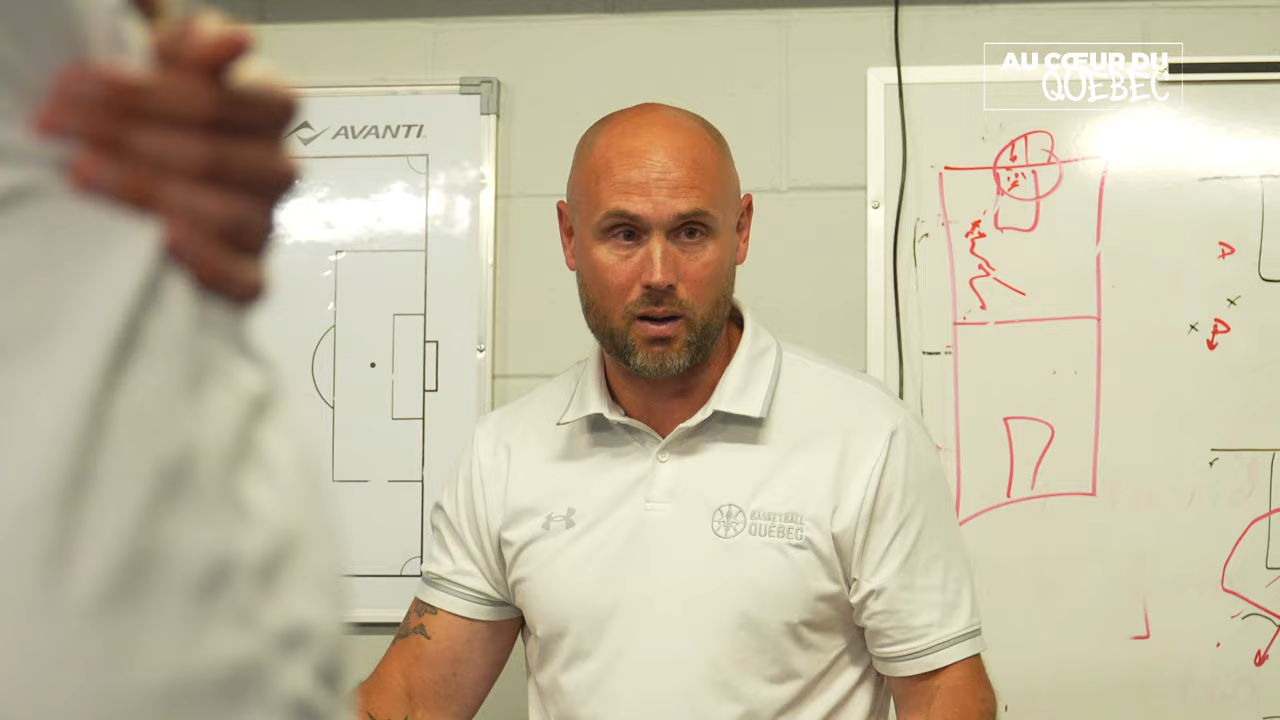 AU CŒUR DU
QUÉBEC
AVANTI
BASKETBALL
QUÉBEC
A
x
x